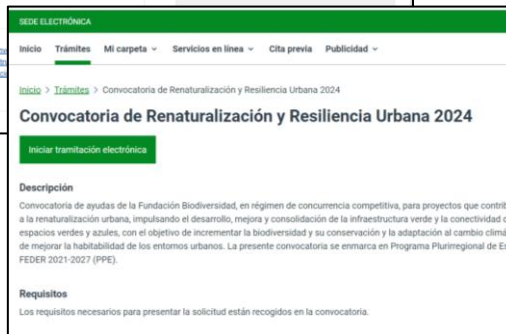 SEDE ELECTRÓNICA
Inicio Trámites Mi carpeta Servicios en línea Cita previa Publicidad
Inicio > Trámites > Convocatoria de Renaturalización y Resiliencia Urbana 2024
Convocatoria de Renaturalización y Resiliencia Urbana 2024
Iniciar tramitación electrónica
Descripción
Convocatoria de ayudas de la Fundación Biodiversidad, en régimen de concurrencia competitiva, para proyectos que contrib
a la renaturalización urbana, impulsando el desarrollo, mejora y consolidación de la infraestructura verde y la conectividad d
espacios verdes y azules, con el objetivo de incrementar la biodiversidad y su conservación y la adaptación al cambio climá
de mejorar la habitabilidad de los entornos urbanos. La presente convocatoria se enmarca en Programa Plurirregional de Es
FEDER 2021-2027 (PPE).
Requisitos
Los requisitos necesarios para presentar la solicitud están recogidos en la convocatoria.